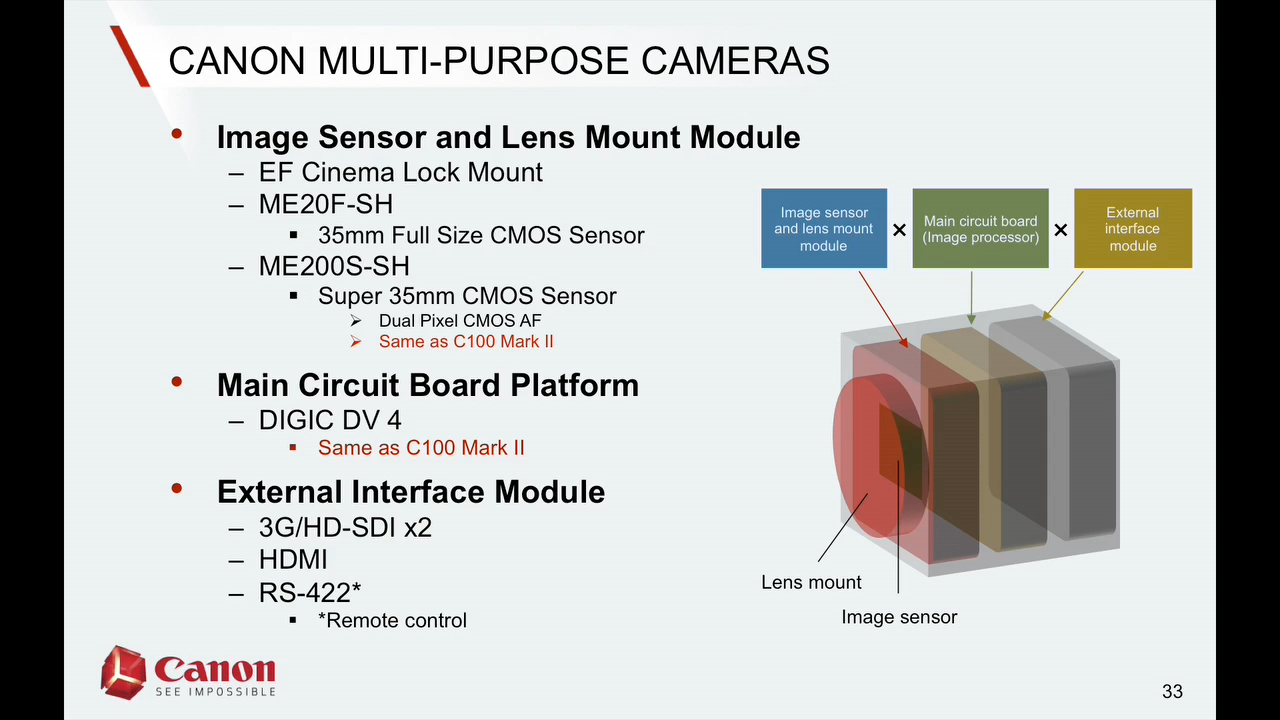 CANON MULTI-PURPOSE CAMERAS
• Image Sensor and Lens Mount Module
– EF Cinema Lock Mount
– ME20F-SH
▪ 35mm Full Size CMOS Sensor
– ME200S-SH
▪ Super 35mm CMOS Sensor
➢ Dual Pixel CMOS AF
➢ Same as C100 Mark II
• Main Circuit Board Platform
– DIGIC DV 4
▪ Same as C100 Mark II
• External Interface Module
– 3G/HD-SDI x2
– HDMI
– RS-422*
▪ *Remote control
Image sensor
and lens mount
module
×
Main circuit board
(Image processor)
×
External
interface
module
Lens mount
Image sensor
Canon
SEE IMPOSSIBLE
33